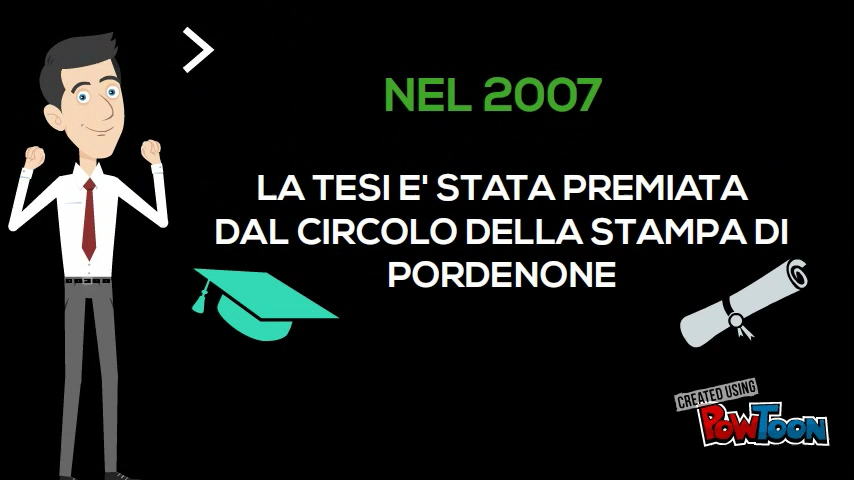 NEL 2007
LA TESI E' STATA PREMIATA
DAL CIRCOLO DELLA STAMPA DI
PORDENONE
CREATED USING
POWTOON